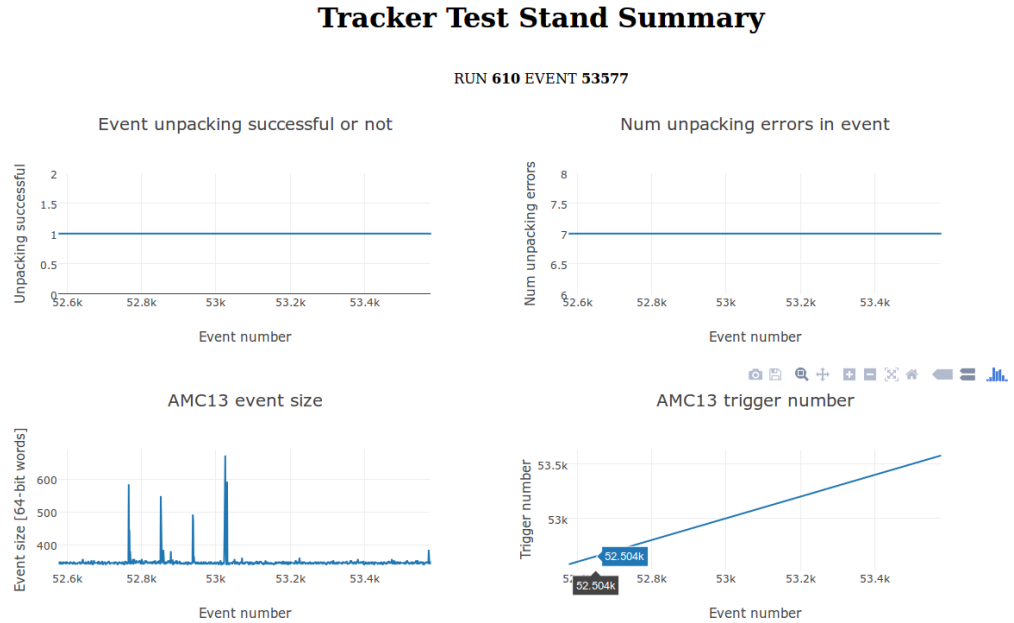 Tracker Test Stand Summary
RUN 610 EVENT 53577
Event unpacking successful or not
Unpacking successful
2
1.5
1
0.5
0
52.6k 52.8k 53k 53.2k 53.4k
Event number
Num unpacking errors in event
Num unpacking errors
8
7.5
7
6.5
6
52.6k 52.8k 53k 53.2k 53.4k
Event number
AMC13 event size
Event size [64-bit words]
600
500
400
52.6k 52.8k 53k 53.2k 53.4k
Event number
AMC13 trigger number
Trigger number
53.5k
53k
52.504k
52.8k 53k 53.2k 53.4k
52.504k
Event number